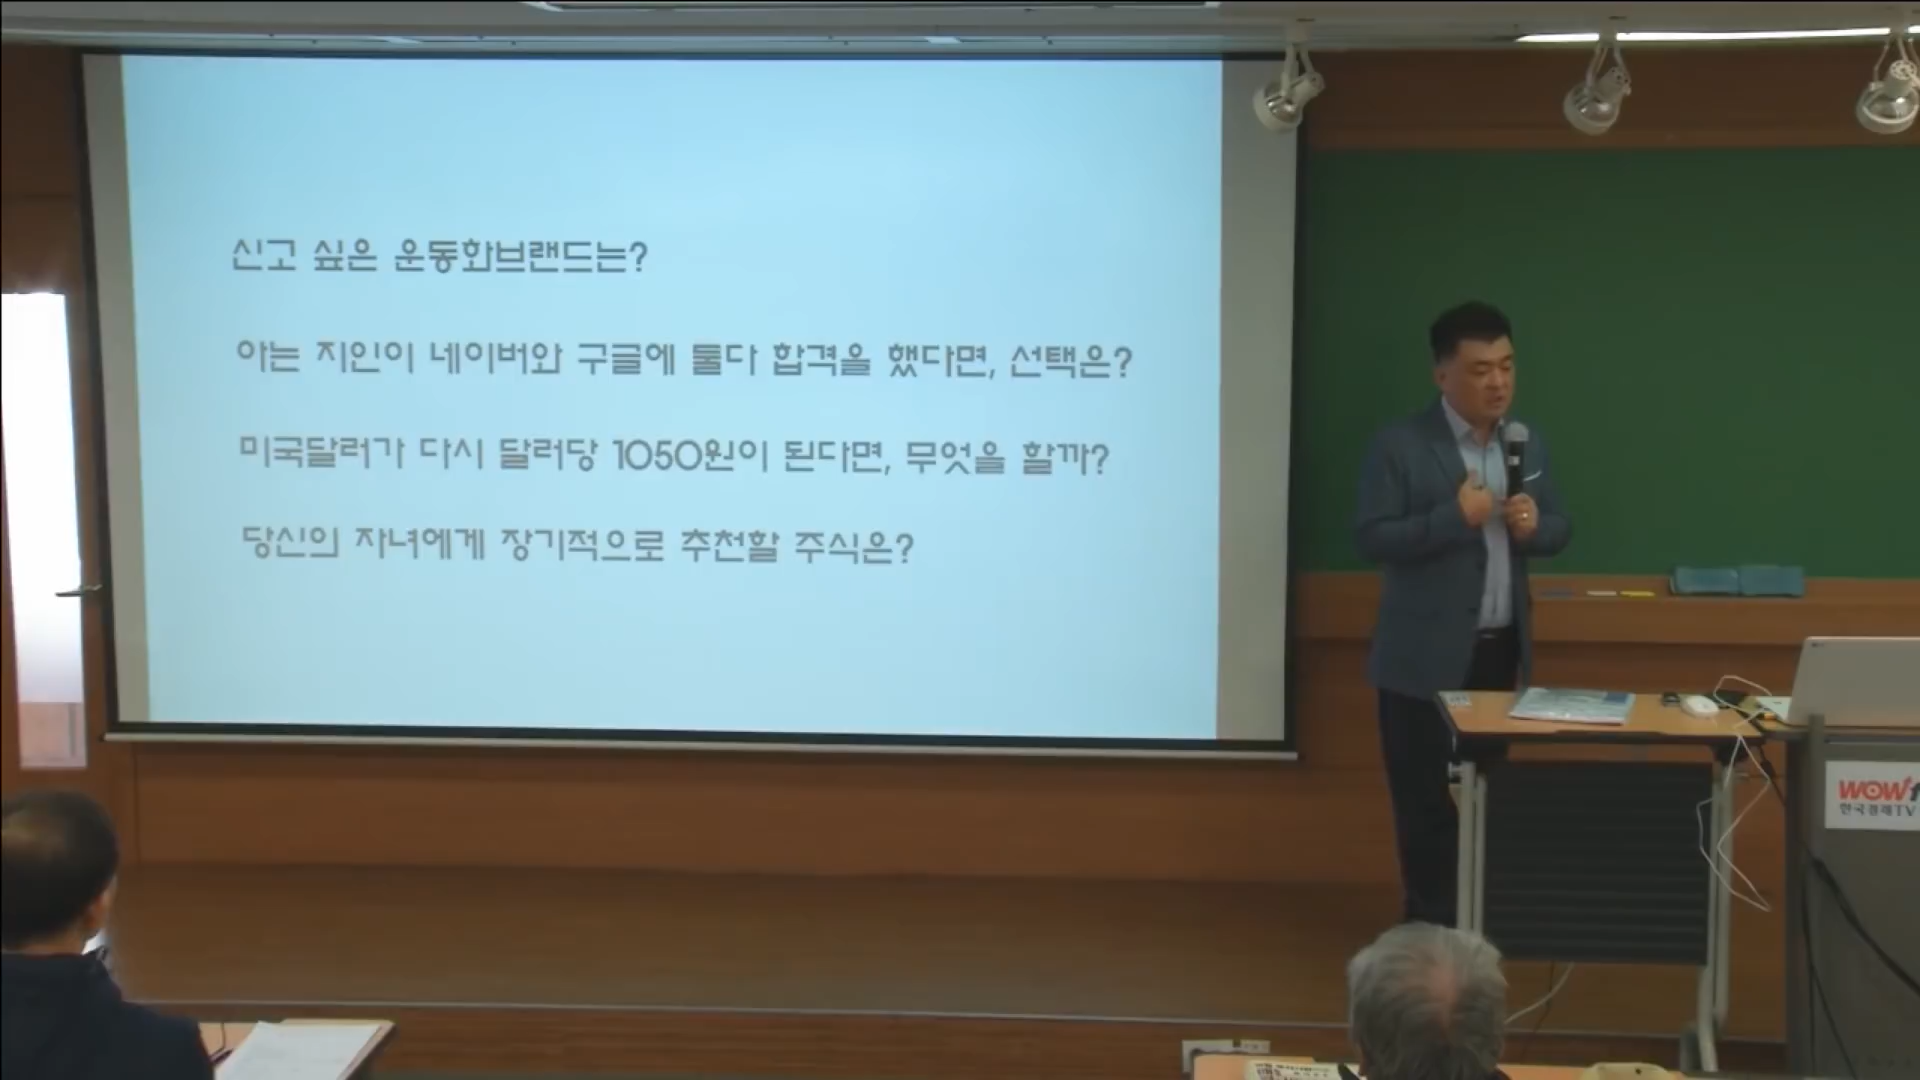 신고 싶은 운동화브랜드는?
아는 지인이 네이버와 구글에 둘다 합격을 했다면, 선택은?
미국달러가 다시 달러당 1050원이 된다면, 무엇을 할까?
당신의 자녀에게 장기적으로 추천할 주식은?
WOW
한국경제TV